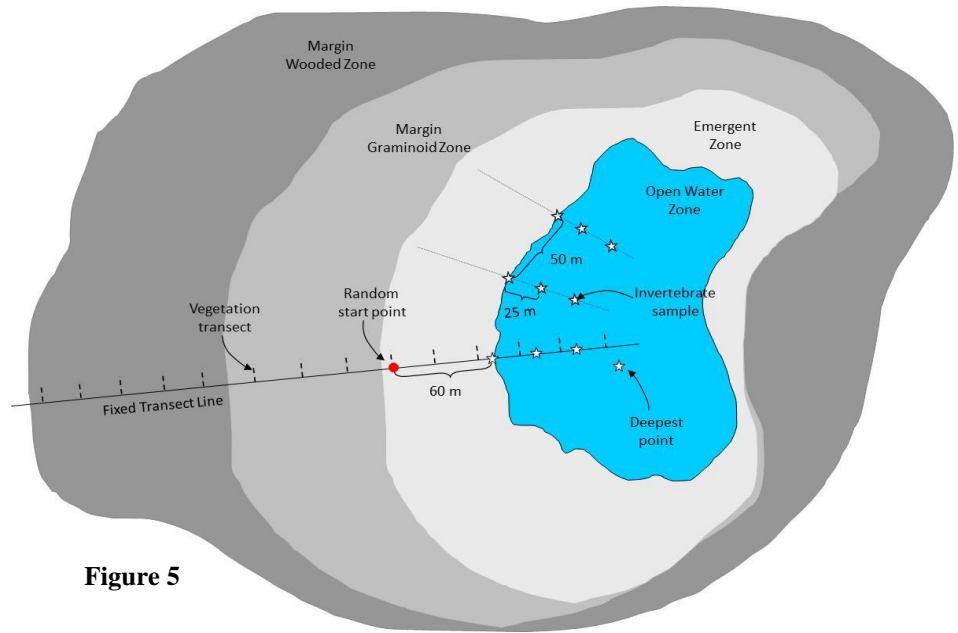 Margin
Wooded Zone
Margin
Graminoid Zone
Emergent
Zone
Open Water
Zone
50 m
Invertebrate
sample
25 m
Random
start point
Vegetation
transect
60 m
Fixed Transect Line
Deepest
point
Figure 5